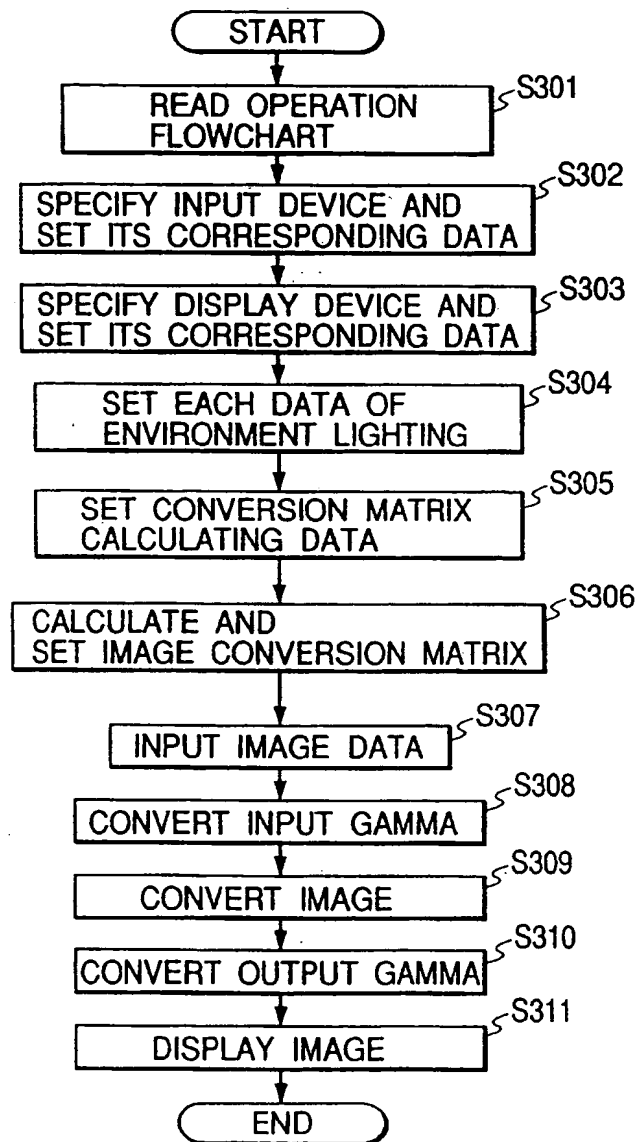 START
S301
READ OPERATION
FLOWCHART
S302
SPECIFY INPUT DEVICE AND
SET ITS CORRESPONDING DATA
S303
SPECIFY DISPLAY DEVICE AND
SET ITS CORRESPONDING DATA
S304
SET EACH DATA OF
ENVIRONMENT LIGHTING
S305
SET CONVERSION MATRIX
CALCULATING DATA
S306
CALCULATE AND
SET IMAGE CONVERSION MATRIX
S307
INPUT IMAGE DATA
S308
CONVERT INPUT GAMMA
S309
CONVERT IMAGE
S310
CONVERT OUTPUT GAMMA
S311
DISPLAY IMAGE
END